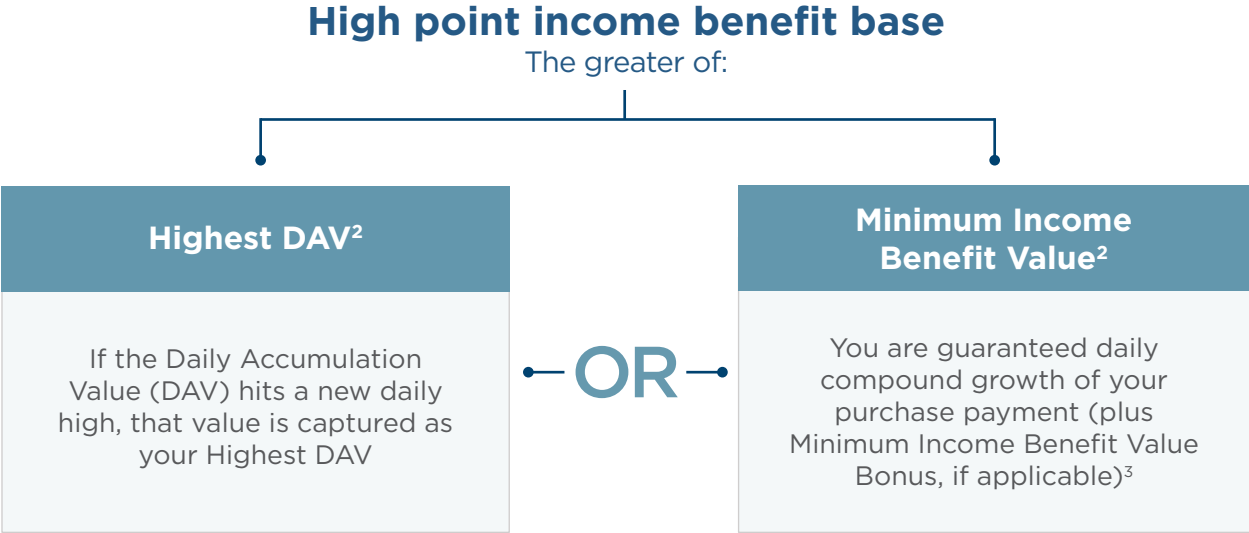 High point income benefit base
The greater of:
Highest DAV²
If the Daily Accumulation
Value (DAV) hits a new daily
high, that value is captured as
your Highest DAV
OR
Minimum Income
Benefit Value²
You are guaranteed daily
compound growth of your
purchase payment (plus
Minimum Income Benefit Value
Bonus, if applicable)³